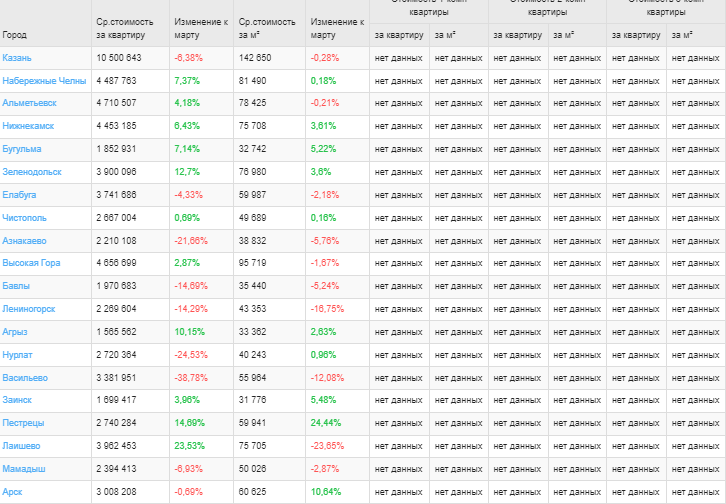 Город Ср.стоимость за квартиру Изменение к марту Ср.стоимость за м² Изменение к марту квартиры за квартиру за м² квартиры за квартиру за м² квартиры за квартиру за м²
Казань 10 500 643 -6,38% 142 650 -0,28% нет данных нет данных нет данных нет данных нет данных нет данных
Набережные Челны 4 487 763 7,37% 81 490 0,18% нет данных нет данных нет данных нет данных нет данных нет данных
Альметьевск 4 710 507 4,18% 78 425 -0,21% нет данных нет данных нет данных нет данных нет данных нет данных
Нижнекамск 4 453 185 6,43% 75 708 3,61% нет данных нет данных нет данных нет данных нет данных нет данных
Бугульма 1 852 931 7,14% 32 742 5,22% нет данных нет данных нет данных нет данных нет данных нет данных
Зеленодольск 3 900 096 12,7% 76 980 3,6% нет данных нет данных нет данных нет данных нет данных нет данных
Елабуга 3 741 686 -4,33% 59 987 -2,18% нет данных нет данных нет данных нет данных нет данных нет данных
Чистополь 2 667 004 0,69% 49 689 0,16% нет данных нет данных нет данных нет данных нет данных нет данных
Азнакаево 2 210 108 -21,66% 38 832 -5,76% нет данных нет данных нет данных нет данных нет данных нет данных
Высокая Гора 4 656 699 2,87% 95 719 -1,67% нет данных нет данных нет данных нет данных нет данных нет данных
Бавлы 1 970 683 -14,69% 35 440 -5,24% нет данных нет данных нет данных нет данных нет данных нет данных
Лениногорск 2 269 604 -14,29% 43 353 -16,75% нет данных нет данных нет данных нет данных нет данных нет данных
Агрыз 1 565 562 10,15% 33 362 2,63% нет данных нет данных нет данных нет данных нет данных нет данных
Нурлат 2 720 364 -24,53% 40 243 0,96% нет данных нет данных нет данных нет данных нет данных нет данных
Васильево 3 381 951 -38,78% 55 964 -12,08% нет данных нет данных нет данных нет данных нет данных нет данных
Заинск 1 699 417 3,96% 31 776 5,48% нет данных нет данных нет данных нет данных нет данных нет данных
Пестрецы 2 740 284 14,69% 59 941 24,44% нет данных нет данных нет данных нет данных нет данных нет данных
Лаишево 3 962 453 23,53% 75 705 -23,65% нет данных нет данных нет данных нет данных нет данных нет данных
Мамадыш 2 394 413 -6,93% 50 026 -2,87% нет данных нет данных нет данных нет данных нет данных нет данных
Арск 3 008 208 -0,69% 60 625 10,64% нет данных нет данных нет данных нет данных нет данных нет данных